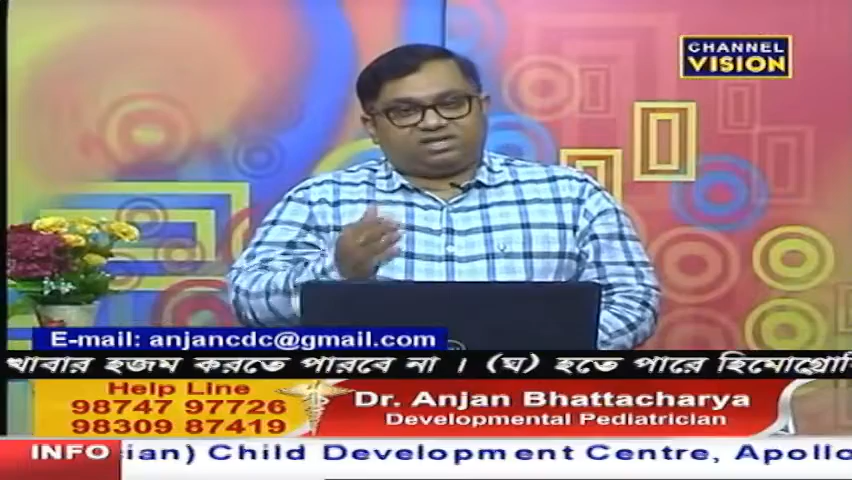 CHANNEL
VISION
E-mail: anjancdc@gmail.com
খাবার হজম করতে পারবে না । (ঘ) হতে পারে হিমোগ্লোবি
Help Line
98747 97726
98309 87419
Dr. Anjan Bhattacharya
Developmental Pediatrician
INFO
ian) Child Development Centre, Apollo